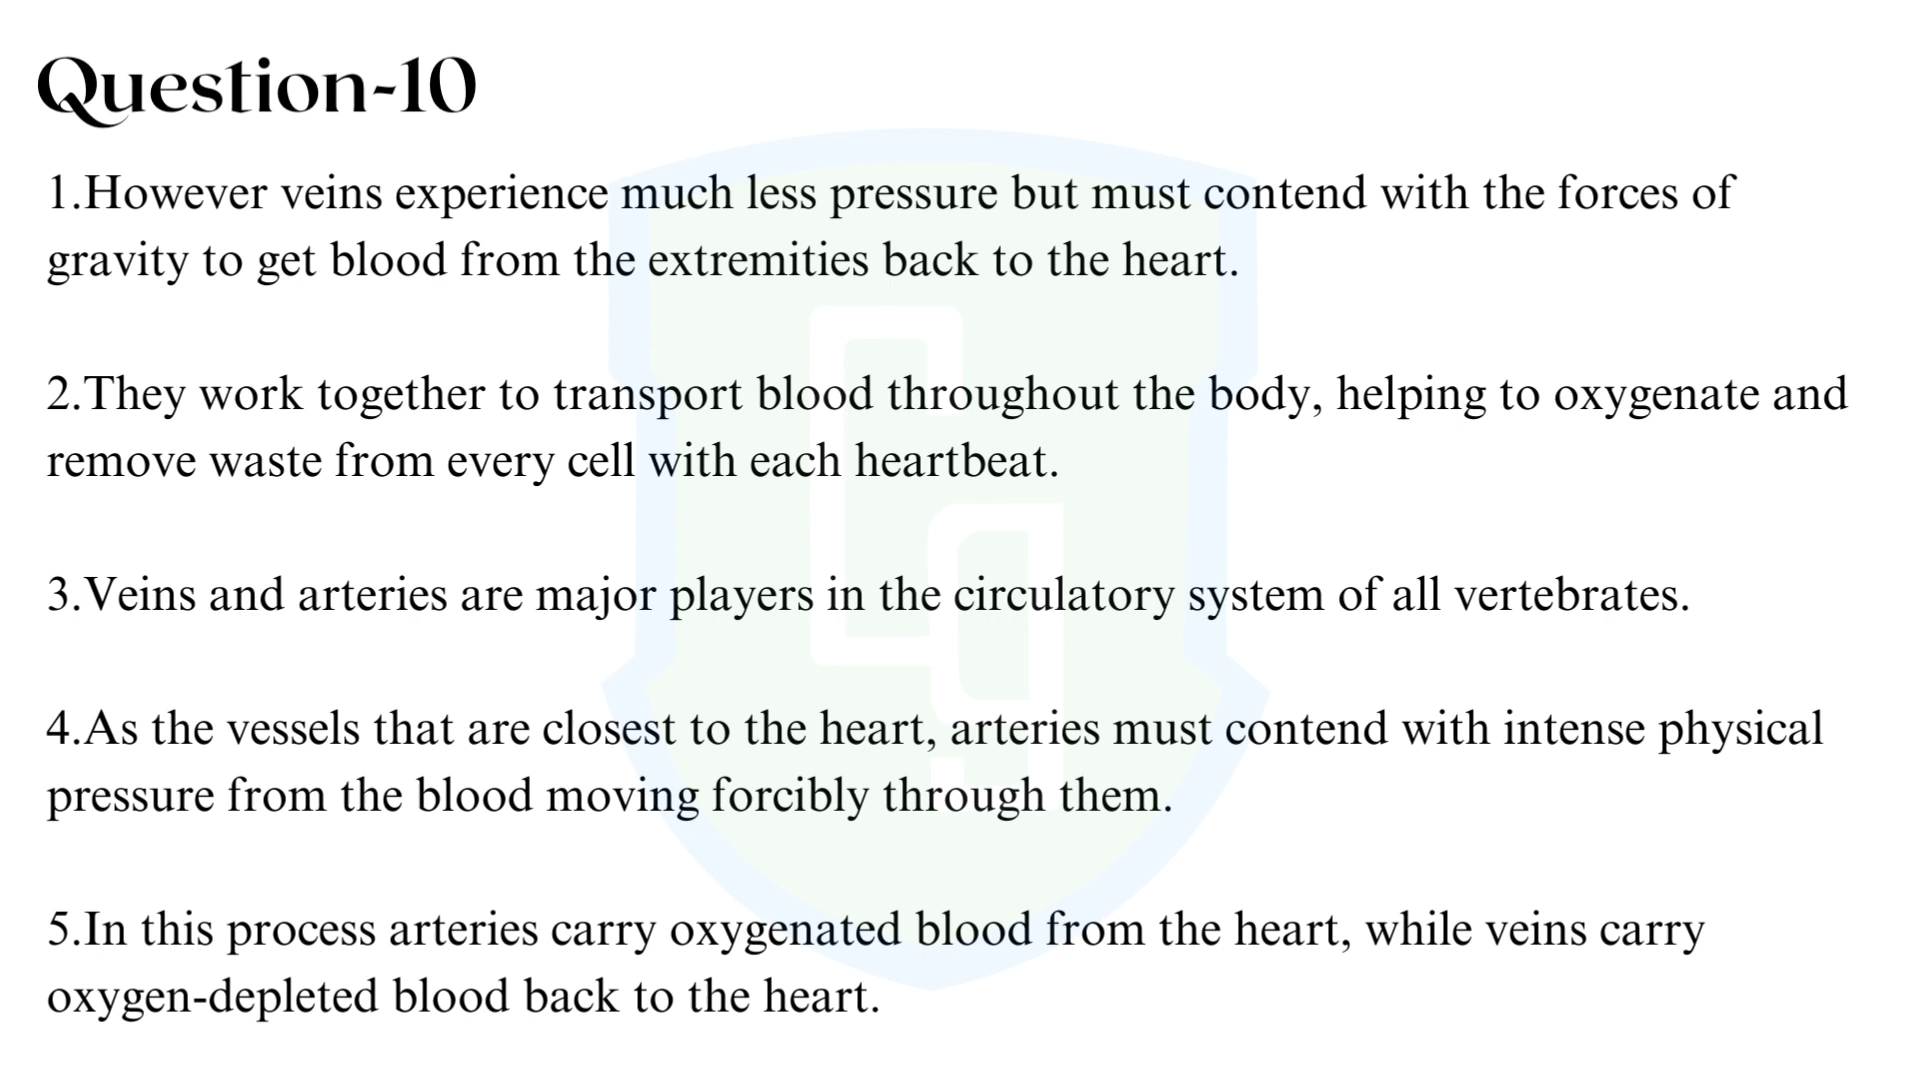 Question-10
1.However veins experience much less pressure but must contend with the forces of
gravity to get blood from the extremities back to the heart.
2.They work together to transport blood throughout the body, helping to oxygenate and
remove waste from every cell with each heartbeat.
3.Veins and arteries are major players in the circulatory system of all vertebrates.
4.As the vessels that are closest to the heart, arteries must contend with intense physical
pressure from the blood moving forcibly through them.
5.In this process arteries carry oxygenated blood from the heart, while veins carry
oxygen-depleted blood back to the heart.